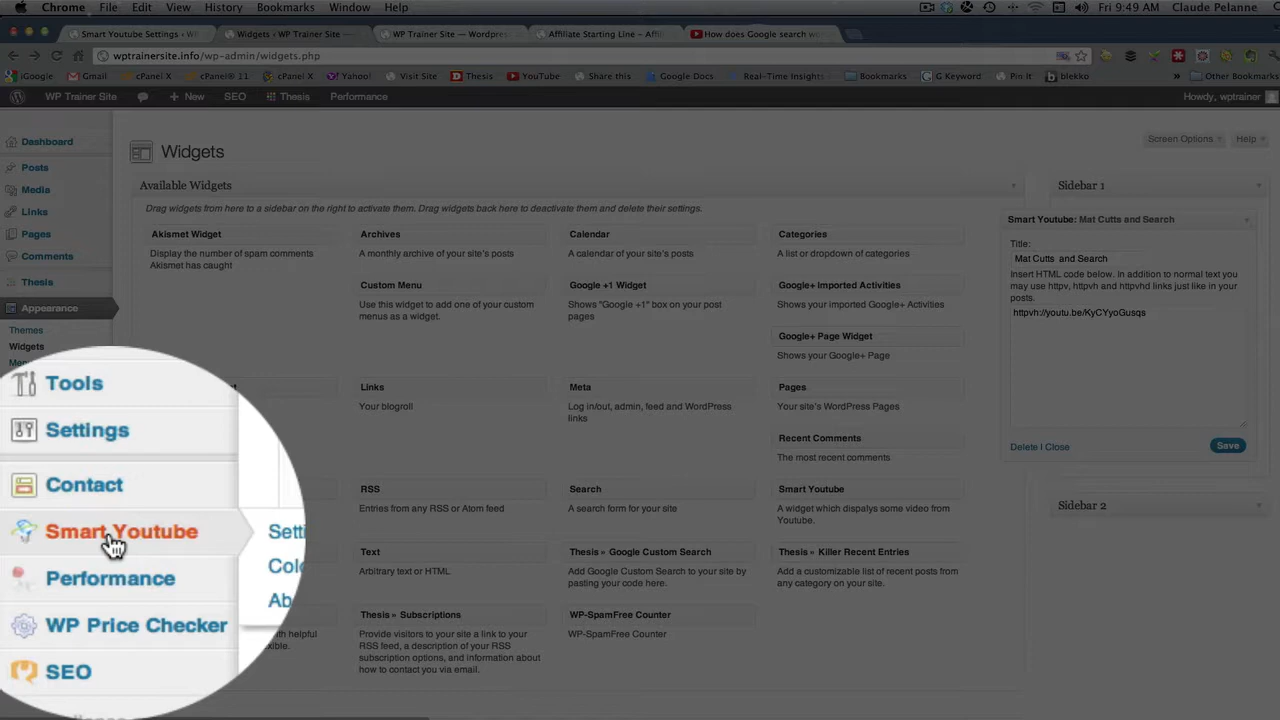 Chrome File Edit View History Bookmarks Window Help Fri 9:49 AM Claude Pelanne
Smart Youtube Settings ‹ W
Widgets ‹ WP Trainer Site —
WP Trainer Site — Wordpres
Affiliate Starting Line – Affi
How does Google search wo
wptrainersite.info/wp-admin/widgets.php
Google Gmail cPanel X cPanel® 11 cPanel X Yahoo! Visit Site Thesis YouTube Share this Google Docs Real-Time Insights Bookmarks G Keyword Pin It blekko » Other Bookmarks
WP Trainer Site + New SEO Thesis Performance Howdy, wptrainer
Screen Options Help
Dashboard
Posts
Media
Links
Pages
Comments
Thesis
Appearance
Themes
Widgets
Tools
Settings
Contact
Smart Youtube
Performance
WP Price Checker
SEO
Widgets
Available Widgets
Drag widgets from here to a sidebar on the right to activate them. Drag widgets back here to deactivate them and delete their settings.
Akismet Widget
Display the number of spam comments
Akismet has caught
Archives
A monthly archive of your site's posts
Calendar
A calendar of your site's posts
Categories
A list or dropdown of categories
Custom Menu
Use this widget to add one of your custom
menus as a widget.
Google +1 Widget
Shows "Google +1" box on your post
pages
Google+ Imported Activities
Shows your imported Google+ Activities
Google+ Page Widget
Shows your Google+ Page
Links
Your blogroll
Meta
Log in/out, admin, feed and WordPress
links
Pages
Your site's WordPress Pages
Recent Comments
The most recent comments
RSS
Entries from any RSS or Atom feed
Search
A search form for your site
Smart Youtube
A widget which dispalys some video from
Youtube.
Text
Arbitrary text or HTML
Thesis » Google Custom Search
Add Google Custom Search to your site by
pasting your code here.
Thesis » Killer Recent Entries
Add a customizable list of recent posts from
any category on your site.
with helpful
Thesis » Subscriptions
Provide visitors to your site a link to your
RSS feed, a description of your RSS
subscription options, and information about
how to contact you via email.
WP-SpamFree Counter
WP-SpamFree Counter
Sidebar 1
Smart Youtube: Mat Cutts and Search
Title:
Mat Cutts and Search
Insert HTML code below. In addition to normal text you
may use httpv, httpvh and httpvhd links just like in your
posts.
httpvh://youtu.be/KyCYyoGusqs
Delete | Close Save
Sidebar 2